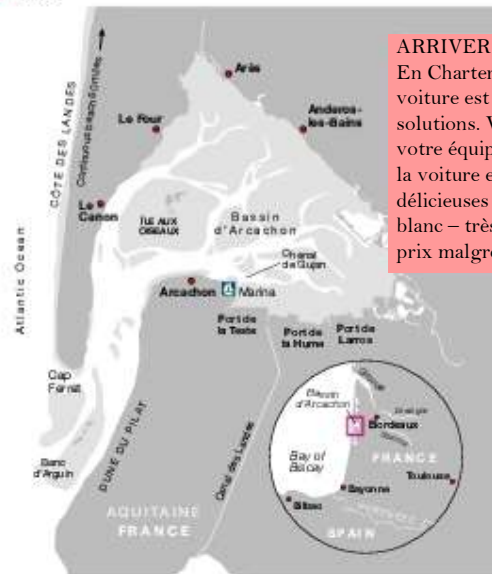 ARRIVER
En Charter
voiture est
solutions. V
votre équip
la voiture e
délicieuses
blanc – très
prix malgr
Arès
Le Four
Anderos-
les-Bains
CÔTE DES LANDES
Le
Canon
ÎLE AUX
OISEAUX
Bassin
d'Arcachon
Chenal
de Gujan
Arcachon
Marina
Atlantic Ocean
Port de
la Teste
Port de
la Hume
Port de
Larros
Cap
Ferret
Banc
d'Arguin
DUNE DU PILAT
Canal des Landes
AQUITAINE
FRANCE
Bassin
d'Arcachon
Bordeaux
Bay of
Biscay
FRANCE
Toulouse
Bayonne
Bilbao
SPAIN